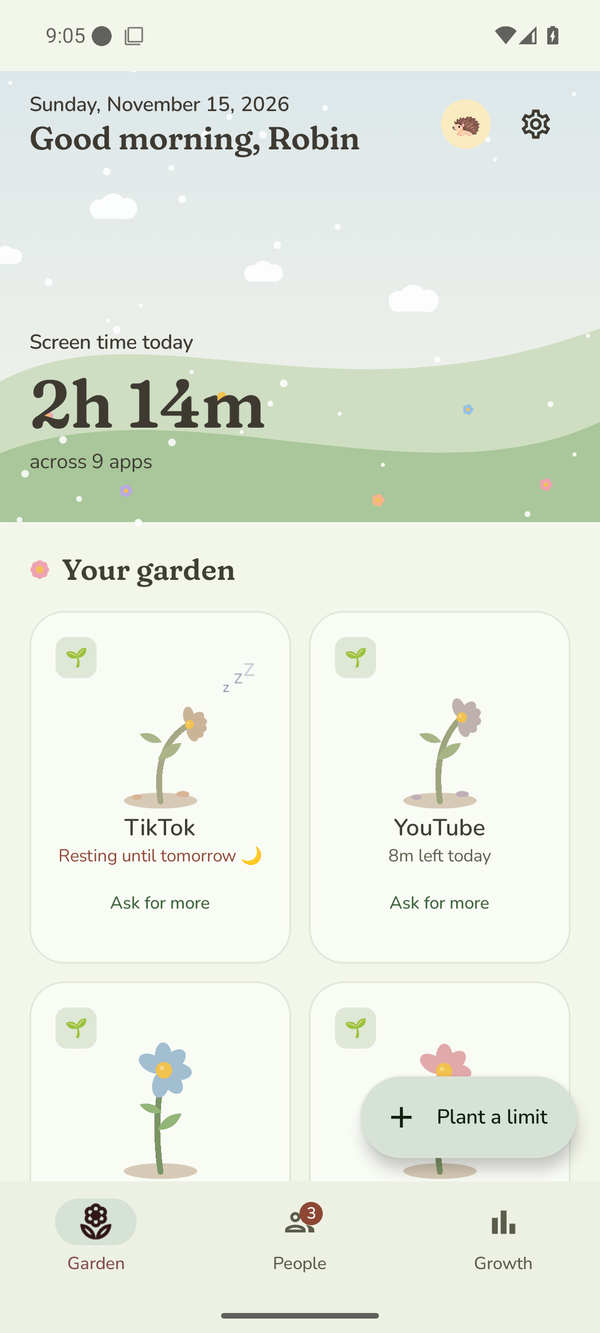 9:05
Sunday, November 15, 2026
Good morning, Robin
Screen time today
2h 14m
across 9 apps
Your garden
z z Z
TikTok
Resting until tomorrow 🌙
Ask for more
YouTube
8m left today
Ask for more
+ Plant a limit
Garden
3
People
Growth